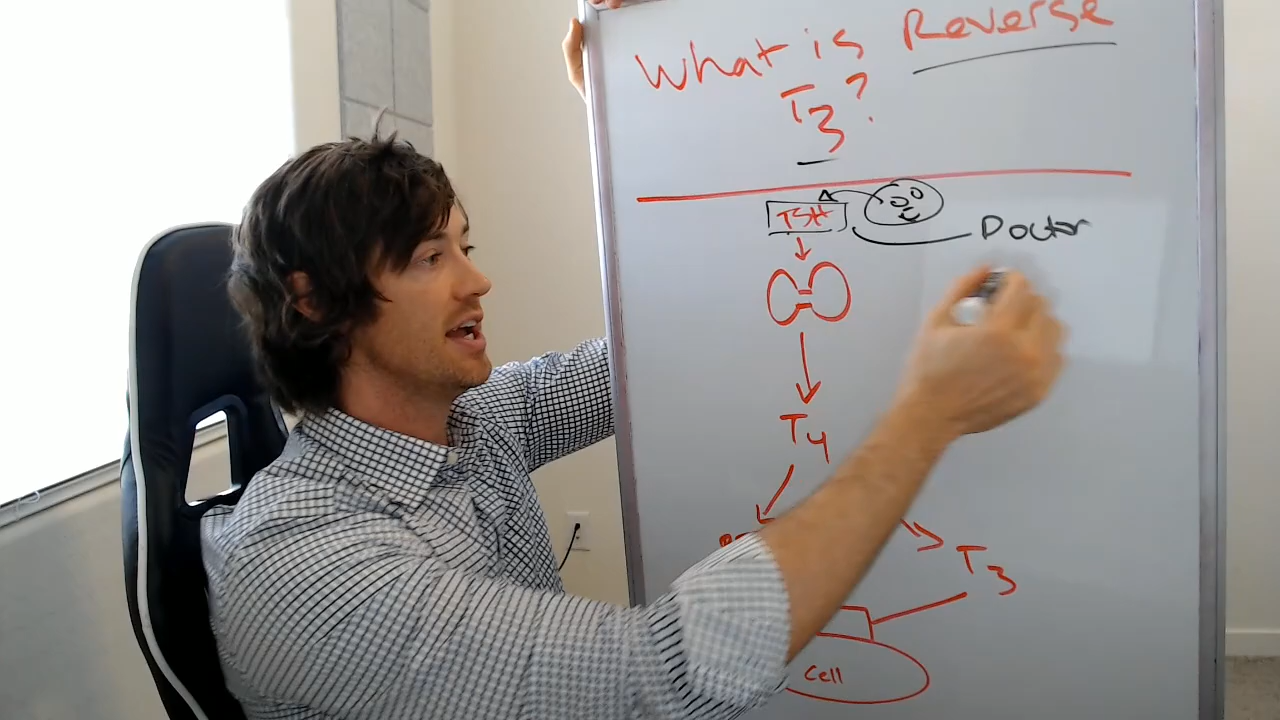 What is Reverse
T3?
TSH
Doctor
T4
T3
Cell